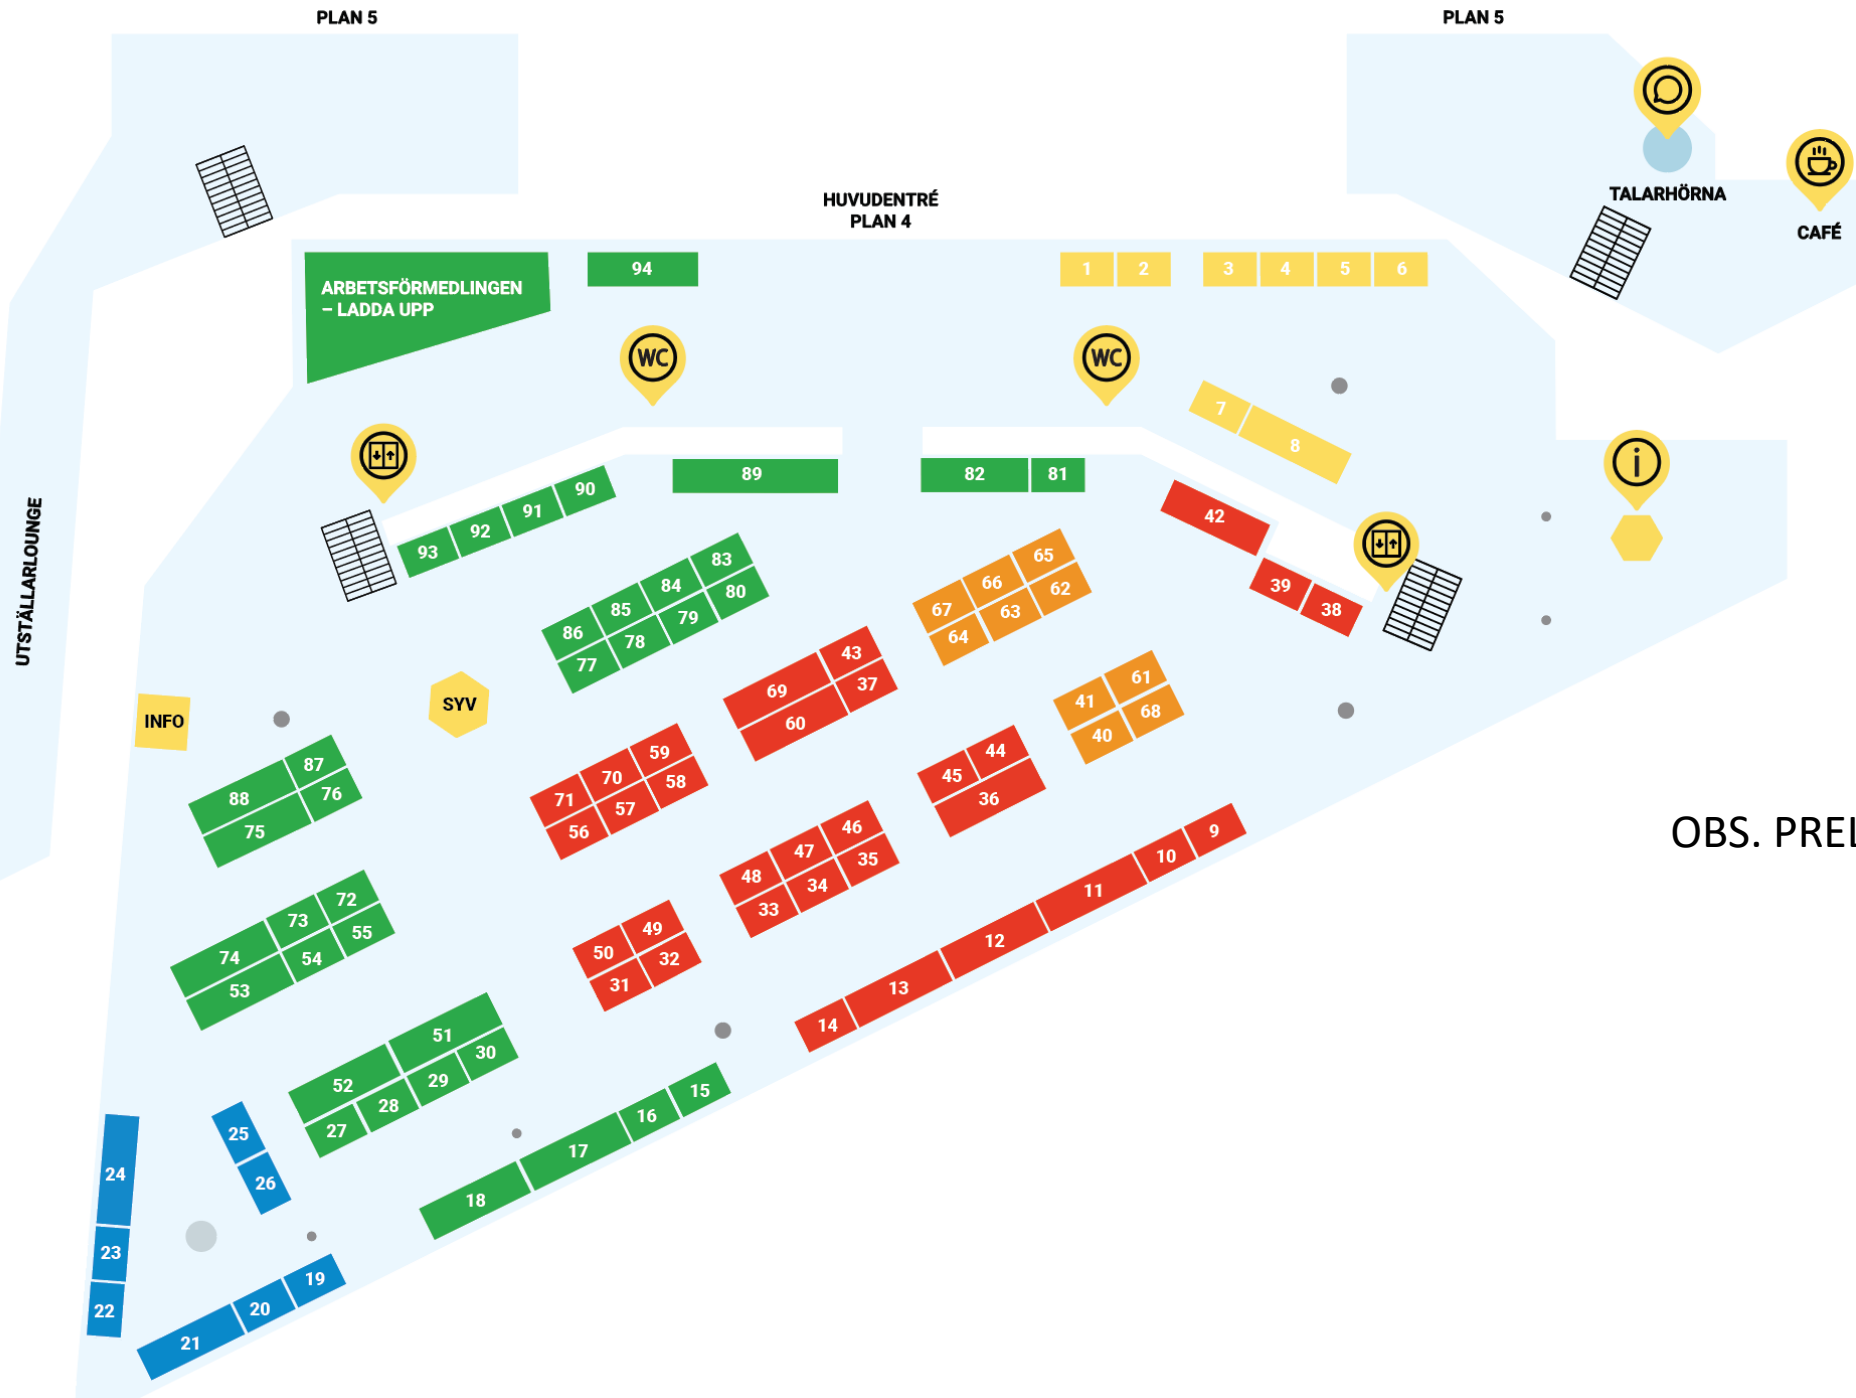 PLAN 5
PLAN 5
TALARHÖRNA
CAFÉ
HUVUDENTRÉ
PLAN 4
ARBETSFÖRMEDLINGEN
– LADDA UPP
94
1 2 3 4 5 6
WC
WC
7 8
UTSTÄLLARLOUNGE
93 92 91 90
89
82 81
42
39 38
i
86 85 84 83
77 78 79 80
67 66 65
64 63 62
69 43
60 37
41 61
40 68
INFO
SYV
88 87
75 76
71 70 59
56 57 58
45 44
36
48 47 46
33 34 35
OBS. PREL
74 73 72
53 54 55
50 49
31 32
14 13 12 11 10 9
52 51
27 28 29 30
18 17 16 15
25
26
24
23
22
21 20 19